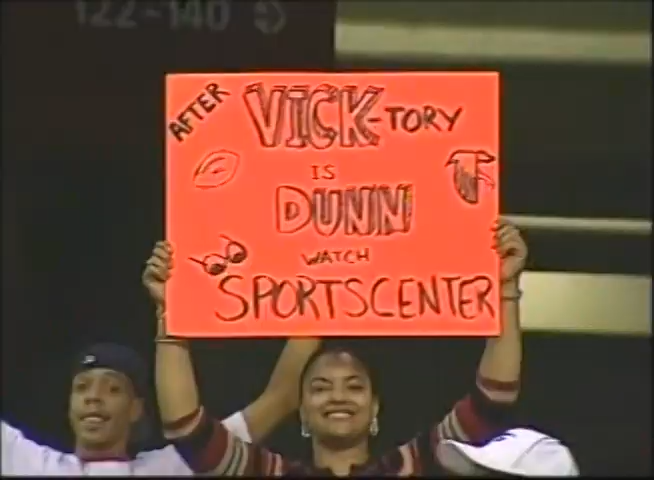 122-140
AFTER VICK-TORY
IS
DUNN
WATCH
SPORTSCENTER